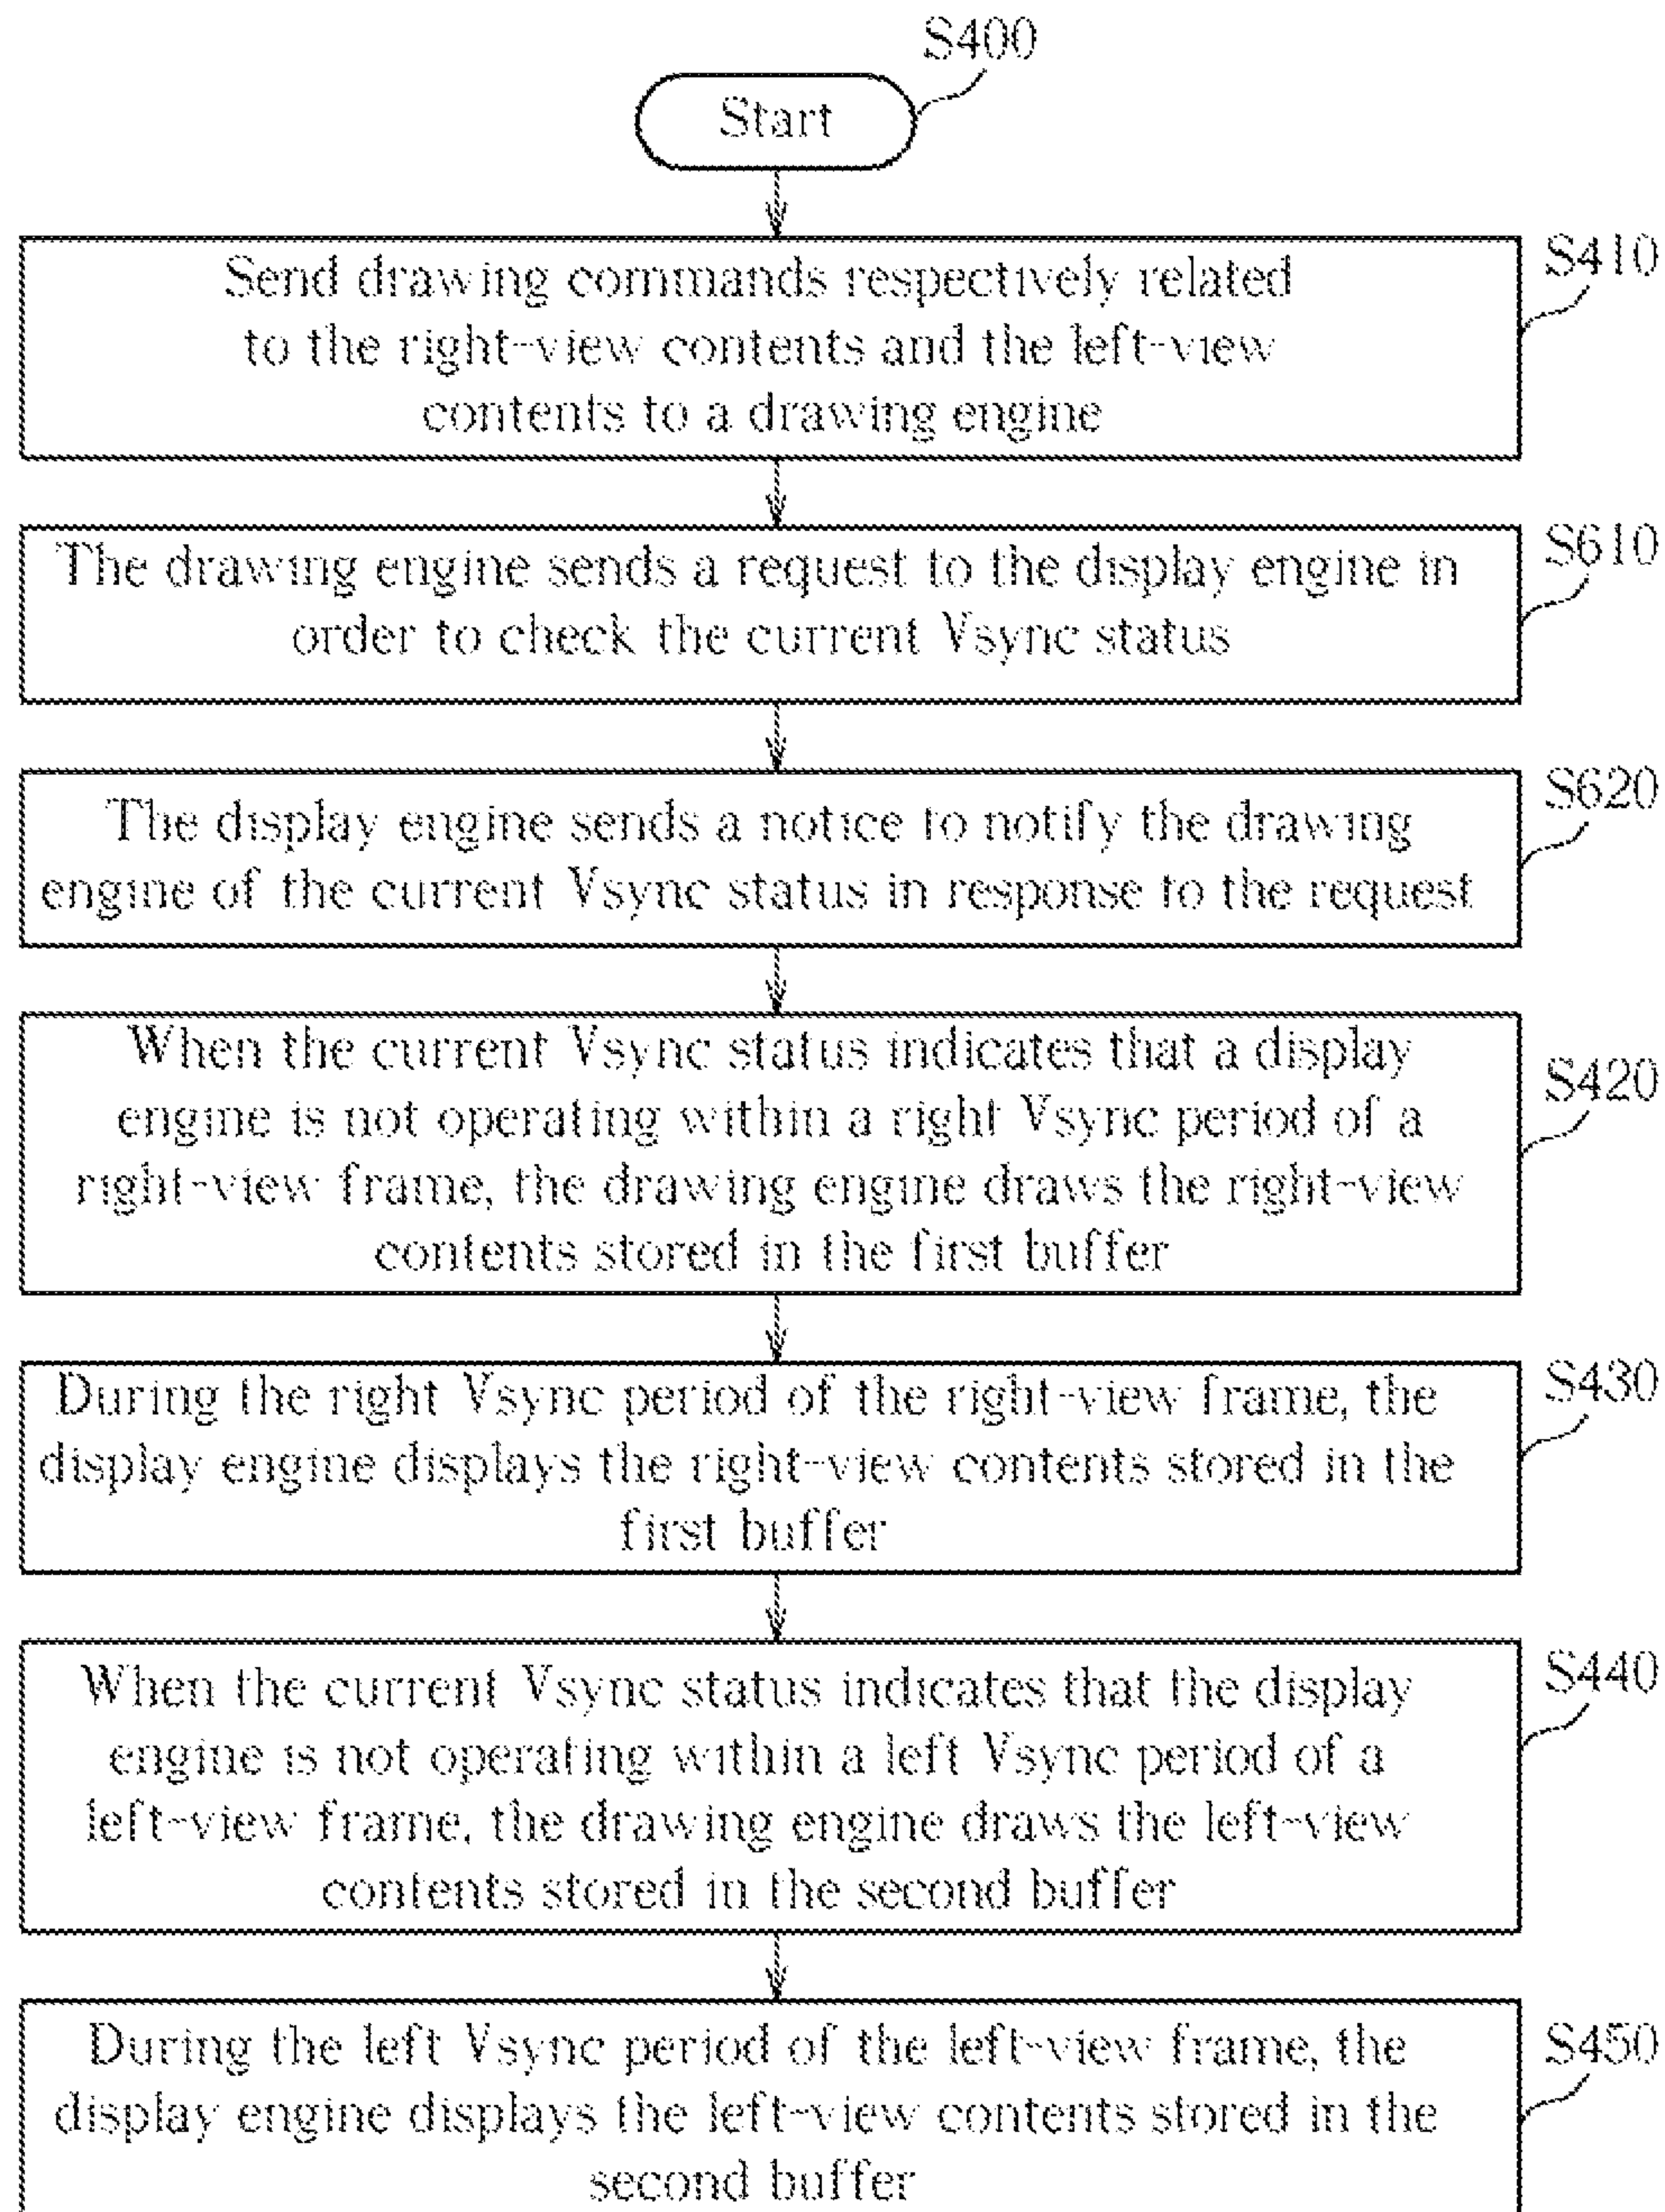 S400
Start
S410
Send drawing commands respectively related
to the right-view contents and the left-view
contents to a drawing engine
S610
The drawing engine sends a request to the display engine in
order to check the current Vsync status
S620
The display engine sends a notice to notify the drawing
engine of the current Vsync status in response to the request
When the current Vsync status indicates that a display
S420
engine is not operating within a right Vsync period of a
right-view frame, the drawing engine draws the right-view
contents stored in the first buffer
S430
During the right Vsync period of the right-view frame, the
display engine displays the right-view contents stored in the
first buffer
S440
When the current Vsync status indicates that the display
engine is not operating within a left Vsync period of a
left-view frame, the drawing engine draws the left-view
contents stored in the second buffer
S450
During the left Vsync period of the left-view frame, the
display engine displays the left-view contents stored in the
second buffer